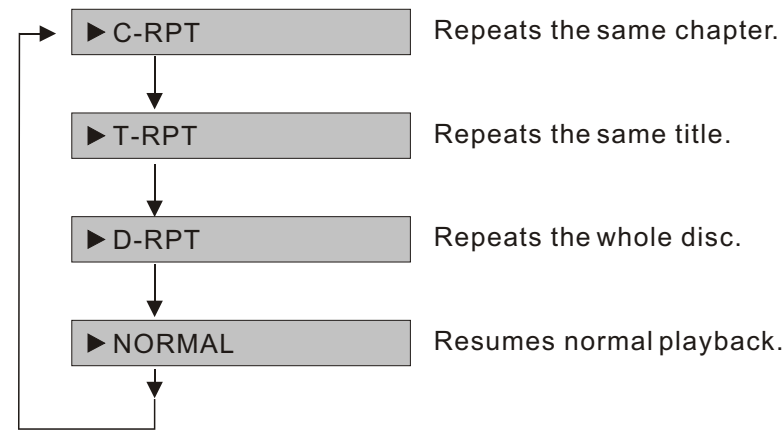 ▶ C-RPT Repeats the same chapter.
▶ T-RPT Repeats the same title.
▶ D-RPT Repeats the whole disc.
▶ NORMAL Resumes normal playback.